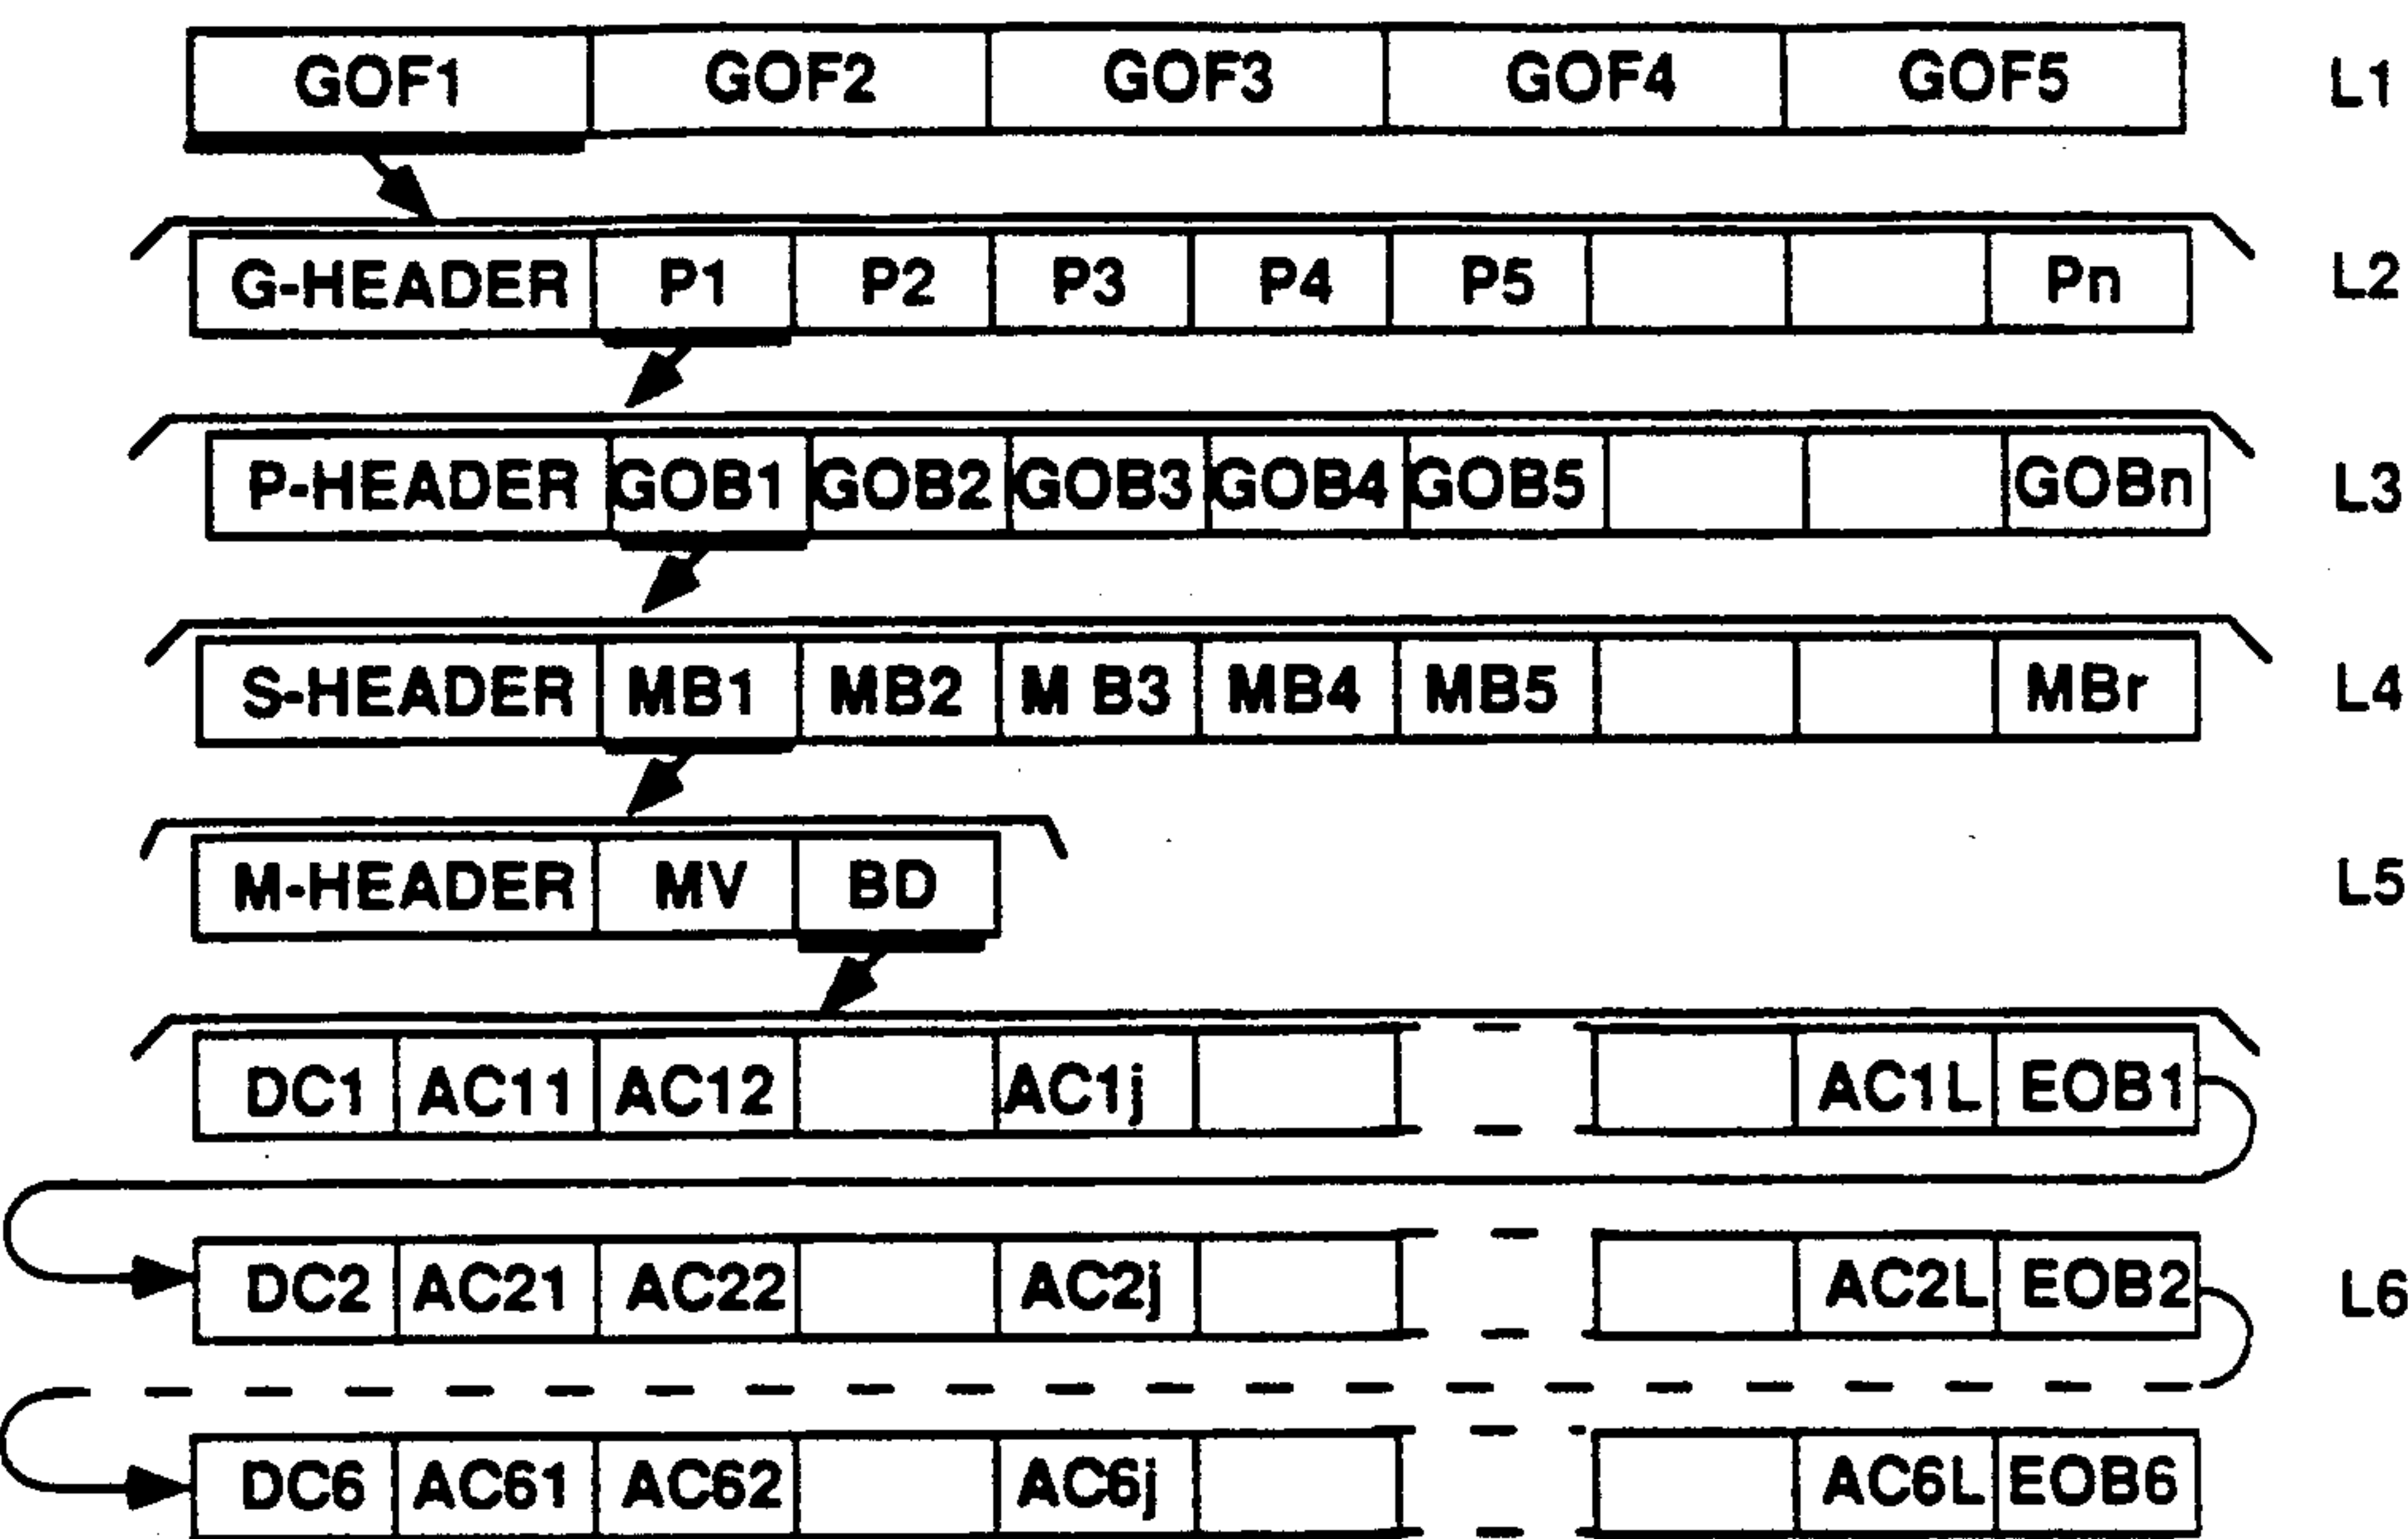 GOF1 GOF2 GOF3 GOF4 GOF5 L1
G-HEADER P1 P2 P3 P4 P5 Pn L2
P-HEADER GOB1 GOB2 GOB3 GOB4 GOB5 GOBn L3
S-HEADER MB1 MB2 M B3 MB4 MB5 MBr L4
M-HEADER MV BD L5
DC1 AC11 AC12 AC1j AC1L EOB1
DC2 AC21 AC22 AC2j AC2L EOB2 L6
DC6 AC61 AC62 AC6j AC6L EOB6